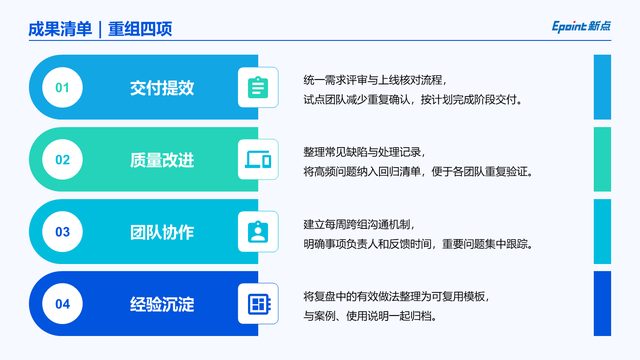 成果清单｜重组四项
Epoint新点
01
交付提效
统一需求评审与上线核对流程，
试点团队减少重复确认，按计划完成阶段交付。
02
质量改进
整理常见缺陷与处理记录，
将高频问题纳入回归清单，便于各团队重复验证。
03
团队协作
建立每周跨组沟通机制，
明确事项负责人和反馈时间，重要问题集中跟踪。
04
经验沉淀
将复盘中的有效做法整理为可复用模板，
与案例、使用说明一起归档。